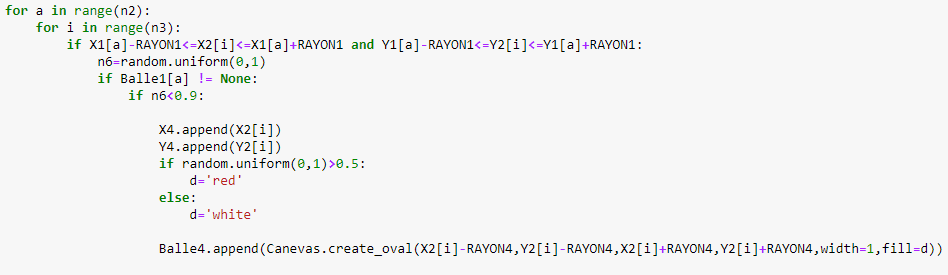 for a in range(n2):
    for i in range(n3):
        if X1[a]-RAYON1<=X2[i]<=X1[a]+RAYON1 and Y1[a]-RAYON1<=Y2[i]<=Y1[a]+RAYON1:
            n6=random.uniform(0,1)
            if Balle1[a] != None:
                if n6<0.9:
                    X4.append(X2[i])
                    Y4.append(Y2[i])
                    if random.uniform(0,1)>0.5:
                        d='red'
                    else:
                        d='white'
                    Balle4.append(Canevas.create_oval(X2[i]-RAYON4,Y2[i]-RAYON4,X2[i]+RAYON4,Y2[i]+RAYON4,width=1,fill=d))